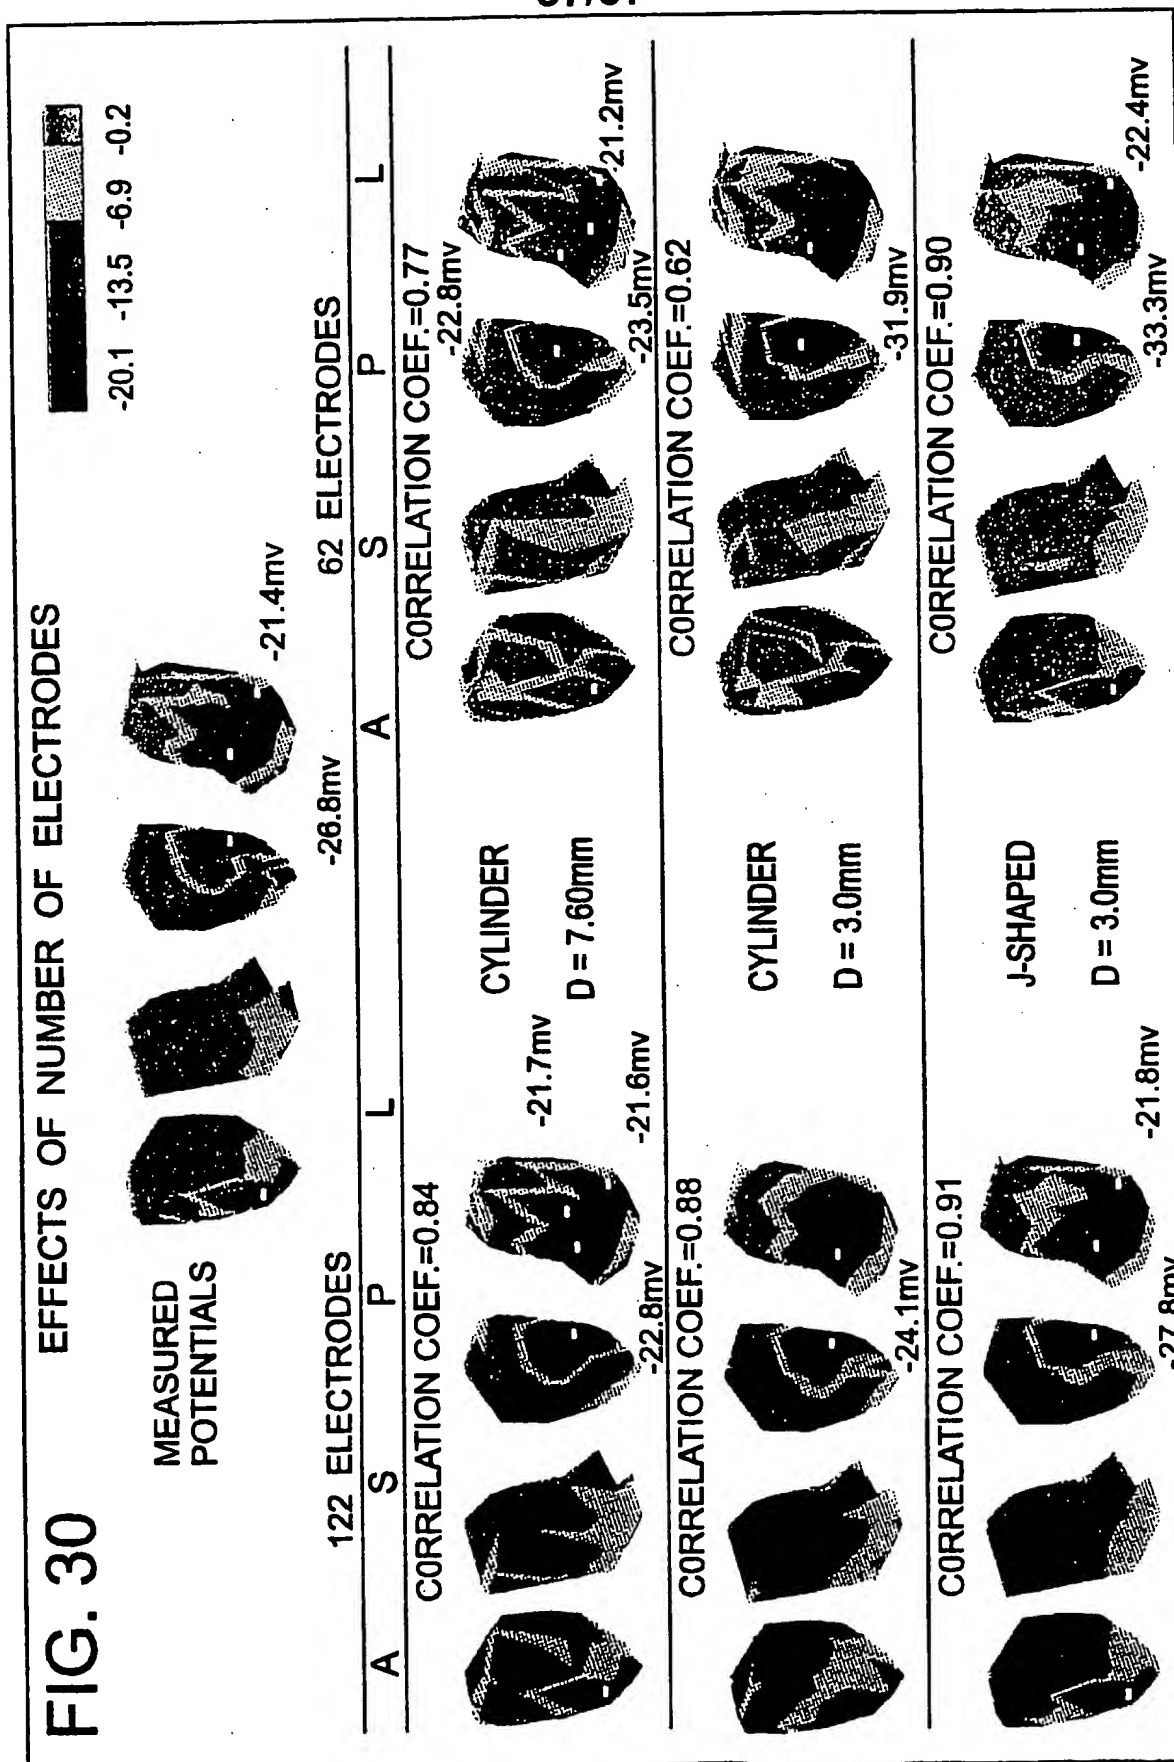 FIG. 30
EFFECTS OF NUMBER OF ELECTRODES
-20.1 -13.5 -6.9 -0.2
MEASURED
POTENTIALS
-26.8mv
-21.4mv
122 ELECTRODES
62 ELECTRODES
A S P L
A S P L
CORRELATION COEF.=0.84
-21.7mv
-22.8mv
-21.6mv
CYLINDER
D = 7.60mm
CORRELATION COEF.=0.77
-22.8mv
-23.5mv
-21.2mv
CORRELATION COEF.=0.88
-24.1mv
CYLINDER
D = 3.0mm
CORRELATION COEF.=0.62
-31.9mv
CORRELATION COEF.=0.91
-27.8mv
-21.8mv
J-SHAPED
D = 3.0mm
CORRELATION COEF.=0.90
-33.3mv
-22.4mv